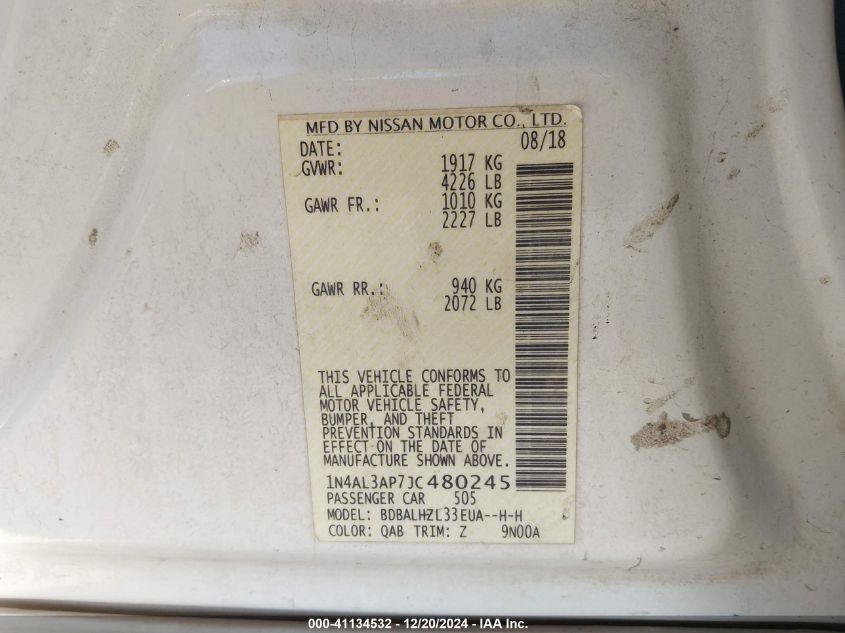 MFD BY NISSAN MOTOR CO., LTD.
DATE: 08/18
GVWR: 1917 KG
4226 LB
GAWR FR.: 1010 KG
2227 LB
GAWR RR.: 940 KG
2072 LB
THIS VEHICLE CONFORMS TO
ALL APPLICABLE FEDERAL
MOTOR VEHICLE SAFETY,
BUMPER, AND THEFT
PREVENTION STANDARDS IN
EFFECT ON THE DATE OF
MANUFACTURE SHOWN ABOVE.
1N4AL3AP7JC480245
PASSENGER CAR 505
MODEL: BDBALHZL33EUA--H-H
COLOR: QAB TRIM: Z 9N00A
000-41134532 - 12/20/2024 - IAA Inc.